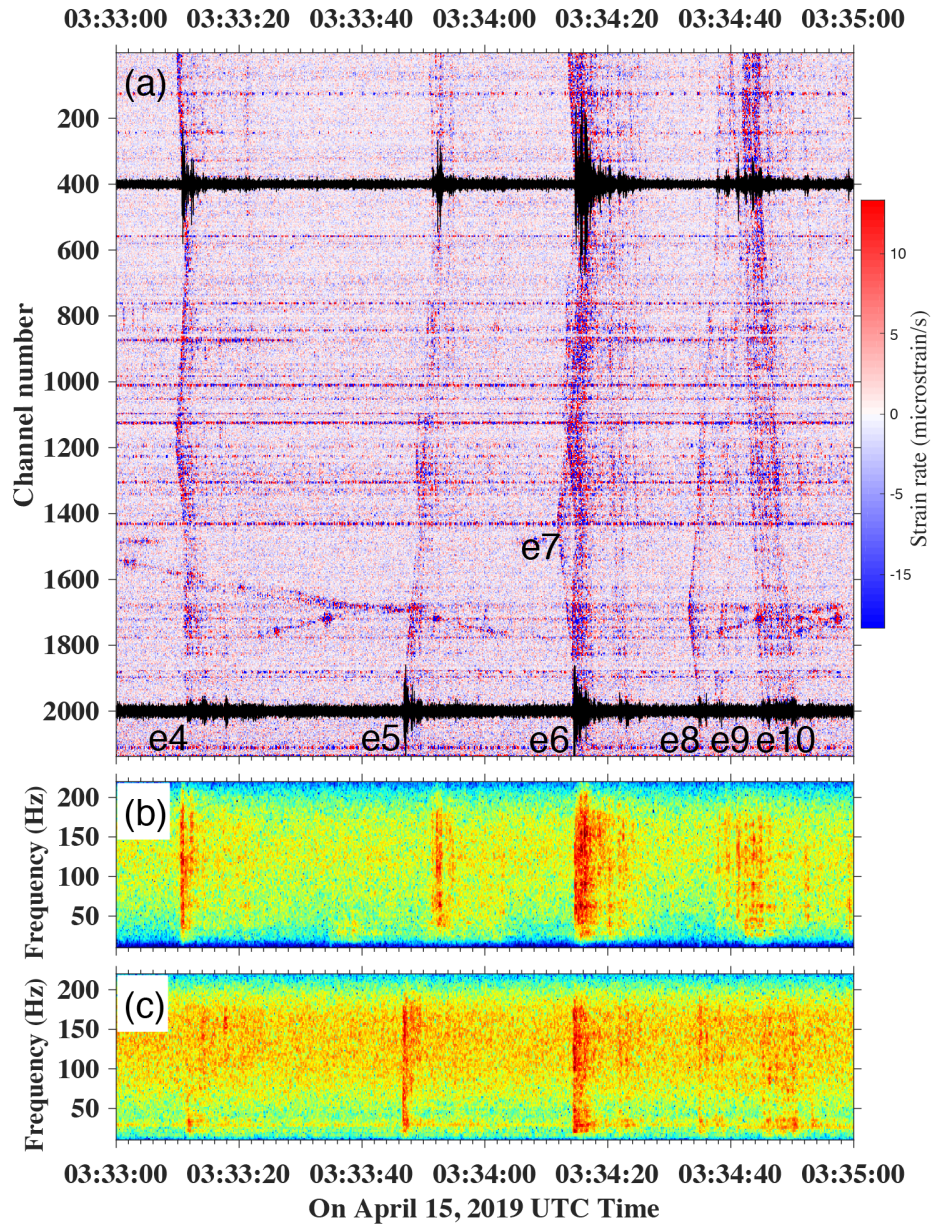 03:33:00 03:33:20 03:33:40 03:34:00 03:34:20 03:34:40 03:35:00
(a)
200
400
600
800
1000
1200
1400
1600
1800
2000
Channel number
e7
e4 e5 e6 e8 e9 e10
10
5
0
-5
-15
Strain rate (microstrain/s)
(b)
200
150
100
50
Frequency (Hz)
(c)
200
150
100
50
Frequency (Hz)
03:33:00 03:33:20 03:33:40 03:34:00 03:34:20 03:34:40 03:35:00
On April 15, 2019 UTC Time